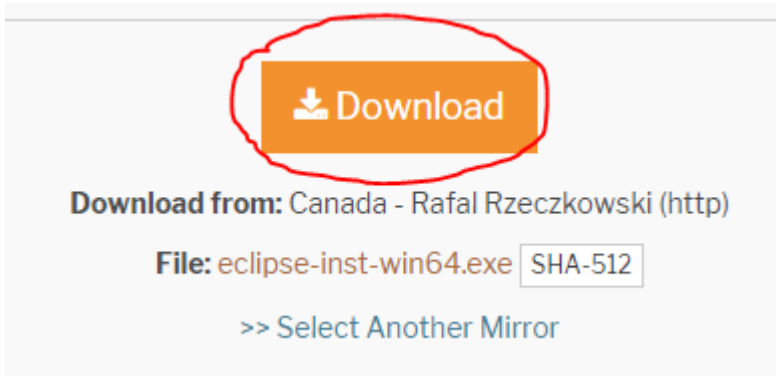 Download
Download from: Canada - Rafal Rzeczkowski (http)
File: eclipse-inst-win64.exe SHA-512
>> Select Another Mirror